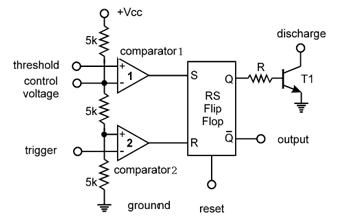 +Vcc
discharge
5k
comparator1
threshold
+
1
-
control
voltage
S
Q
R
T1
RS
Flip
Flop
5k
+
2
-
trigger
R
Q
output
5k
comparator2
grounnd
reset